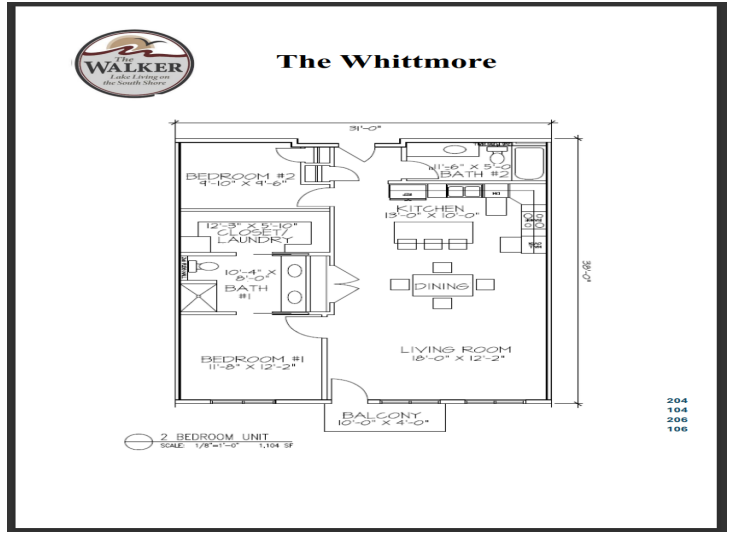 The
WALKER
Lake Living on
the South Shore
The Whittmore
31'-0"
BEDROOM #2
9'-10" X 9'-6"
11'-6" X 5'-0
BATH #2
KITCHEN
13'-0" X 10'-0"
12'-3" X 5'-10"
CLOSET/
LAUNDRY
10'-4" X
8'-0"
BATH
#1
DINING
38'-0"
LIVING ROOM
18'-0" X 12'-2"
BEDROOM #1
11'-8" X 12'-2"
BALCONY
10'-0" X 4'-0"
204
104
206
106
2 BEDROOM UNIT
SCALE: 1/8"=1'-0" 1,104 SF